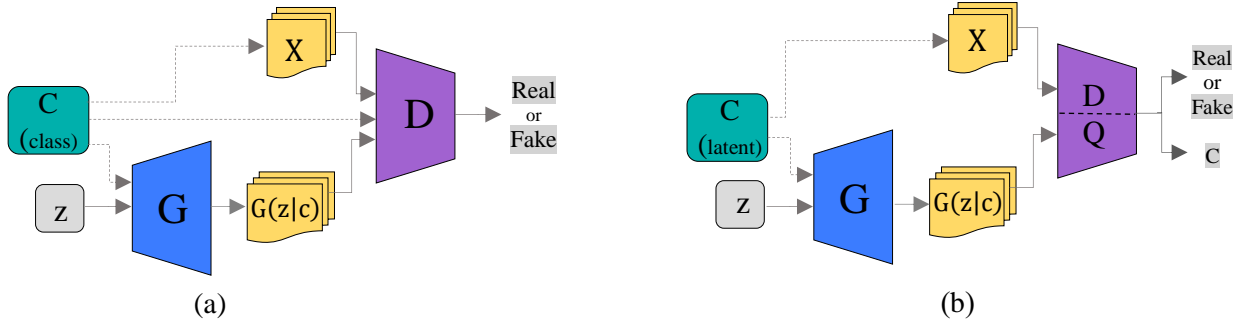 X
C
(class)
D
Real
or
Fake
z
G
G(z|c)
(a)
X
C
(latent)
D
Q
Real
or
Fake
C
z
G
G(z|c)
(b)